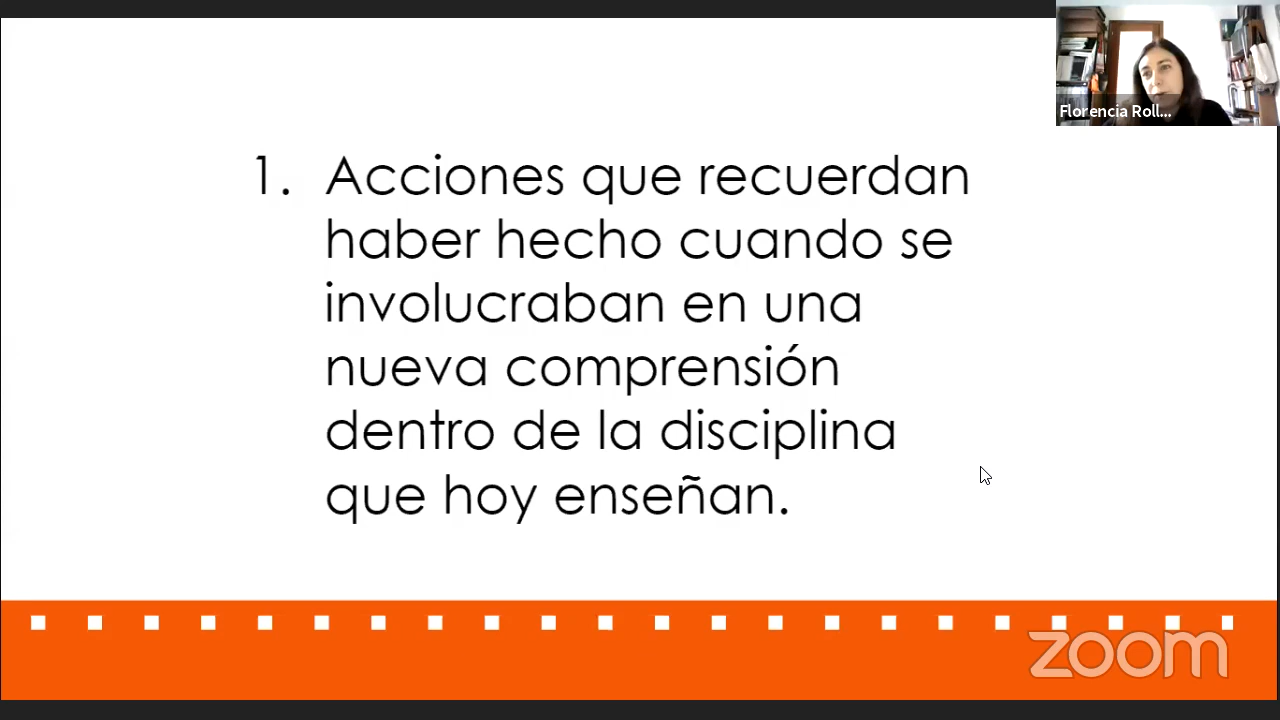 Florencia Roll...
1. Acciones que recuerdan
haber hecho cuando se
involucraban en una
nueva comprensión
dentro de la disciplina
que hoy enseñan.
zoom